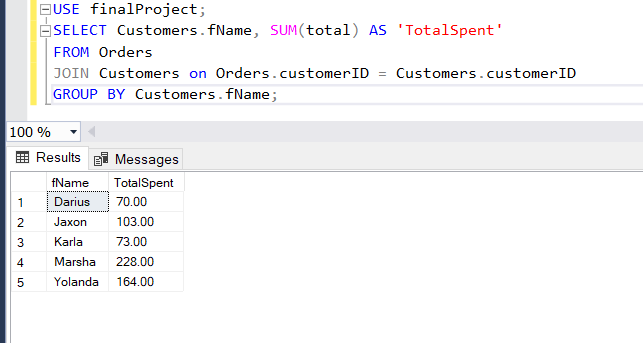 USE finalProject;
SELECT Customers.fName, SUM(total) AS 'TotalSpent'
FROM Orders
JOIN Customers on Orders.customerID = Customers.customerID
GROUP BY Customers.fName;
100 %
Results Messages
fName TotalSpent
1 Darius 70.00
2 Jaxon 103.00
3 Karla 73.00
4 Marsha 228.00
5 Yolanda 164.00